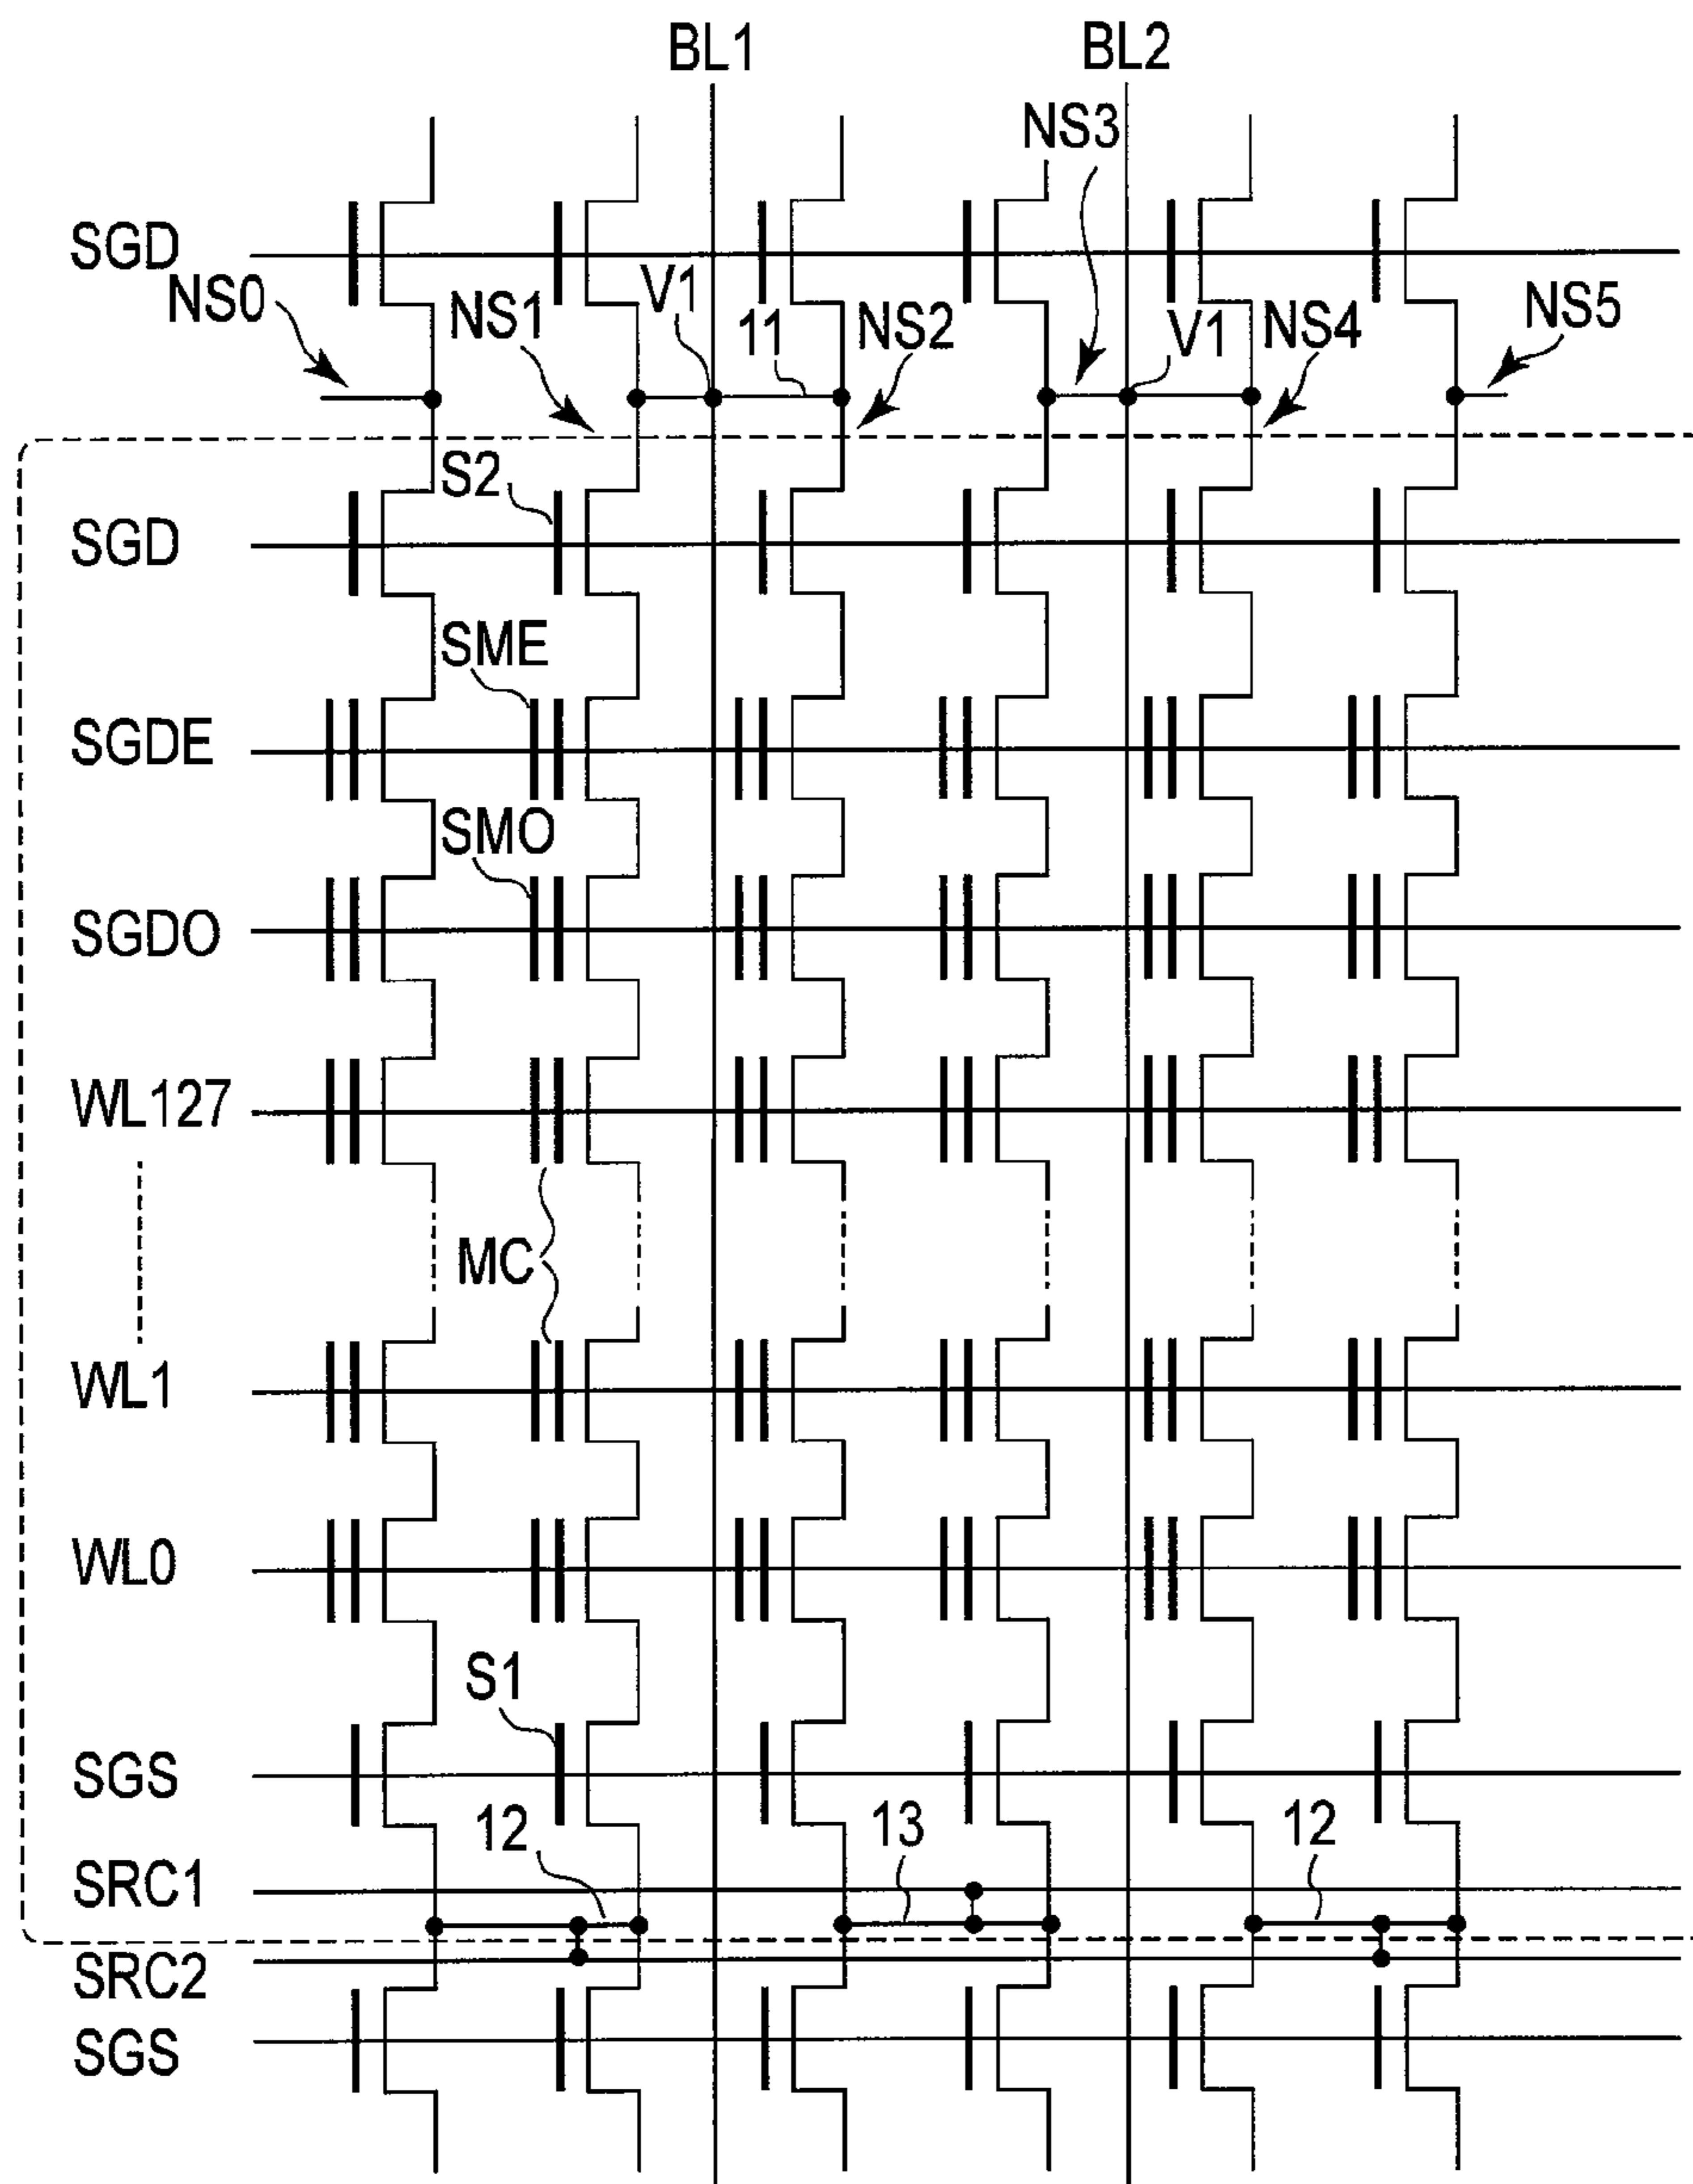 BL1
BL2
NS3
SGD
NS0
NS1
V1
11
NS2
V1
NS4
NS5
S2
SGD
SME
SGDE
SMO
SGDO
WL127
MC
WL1
WL0
S1
SGS
12
13
12
SRC1
SRC2
SGS